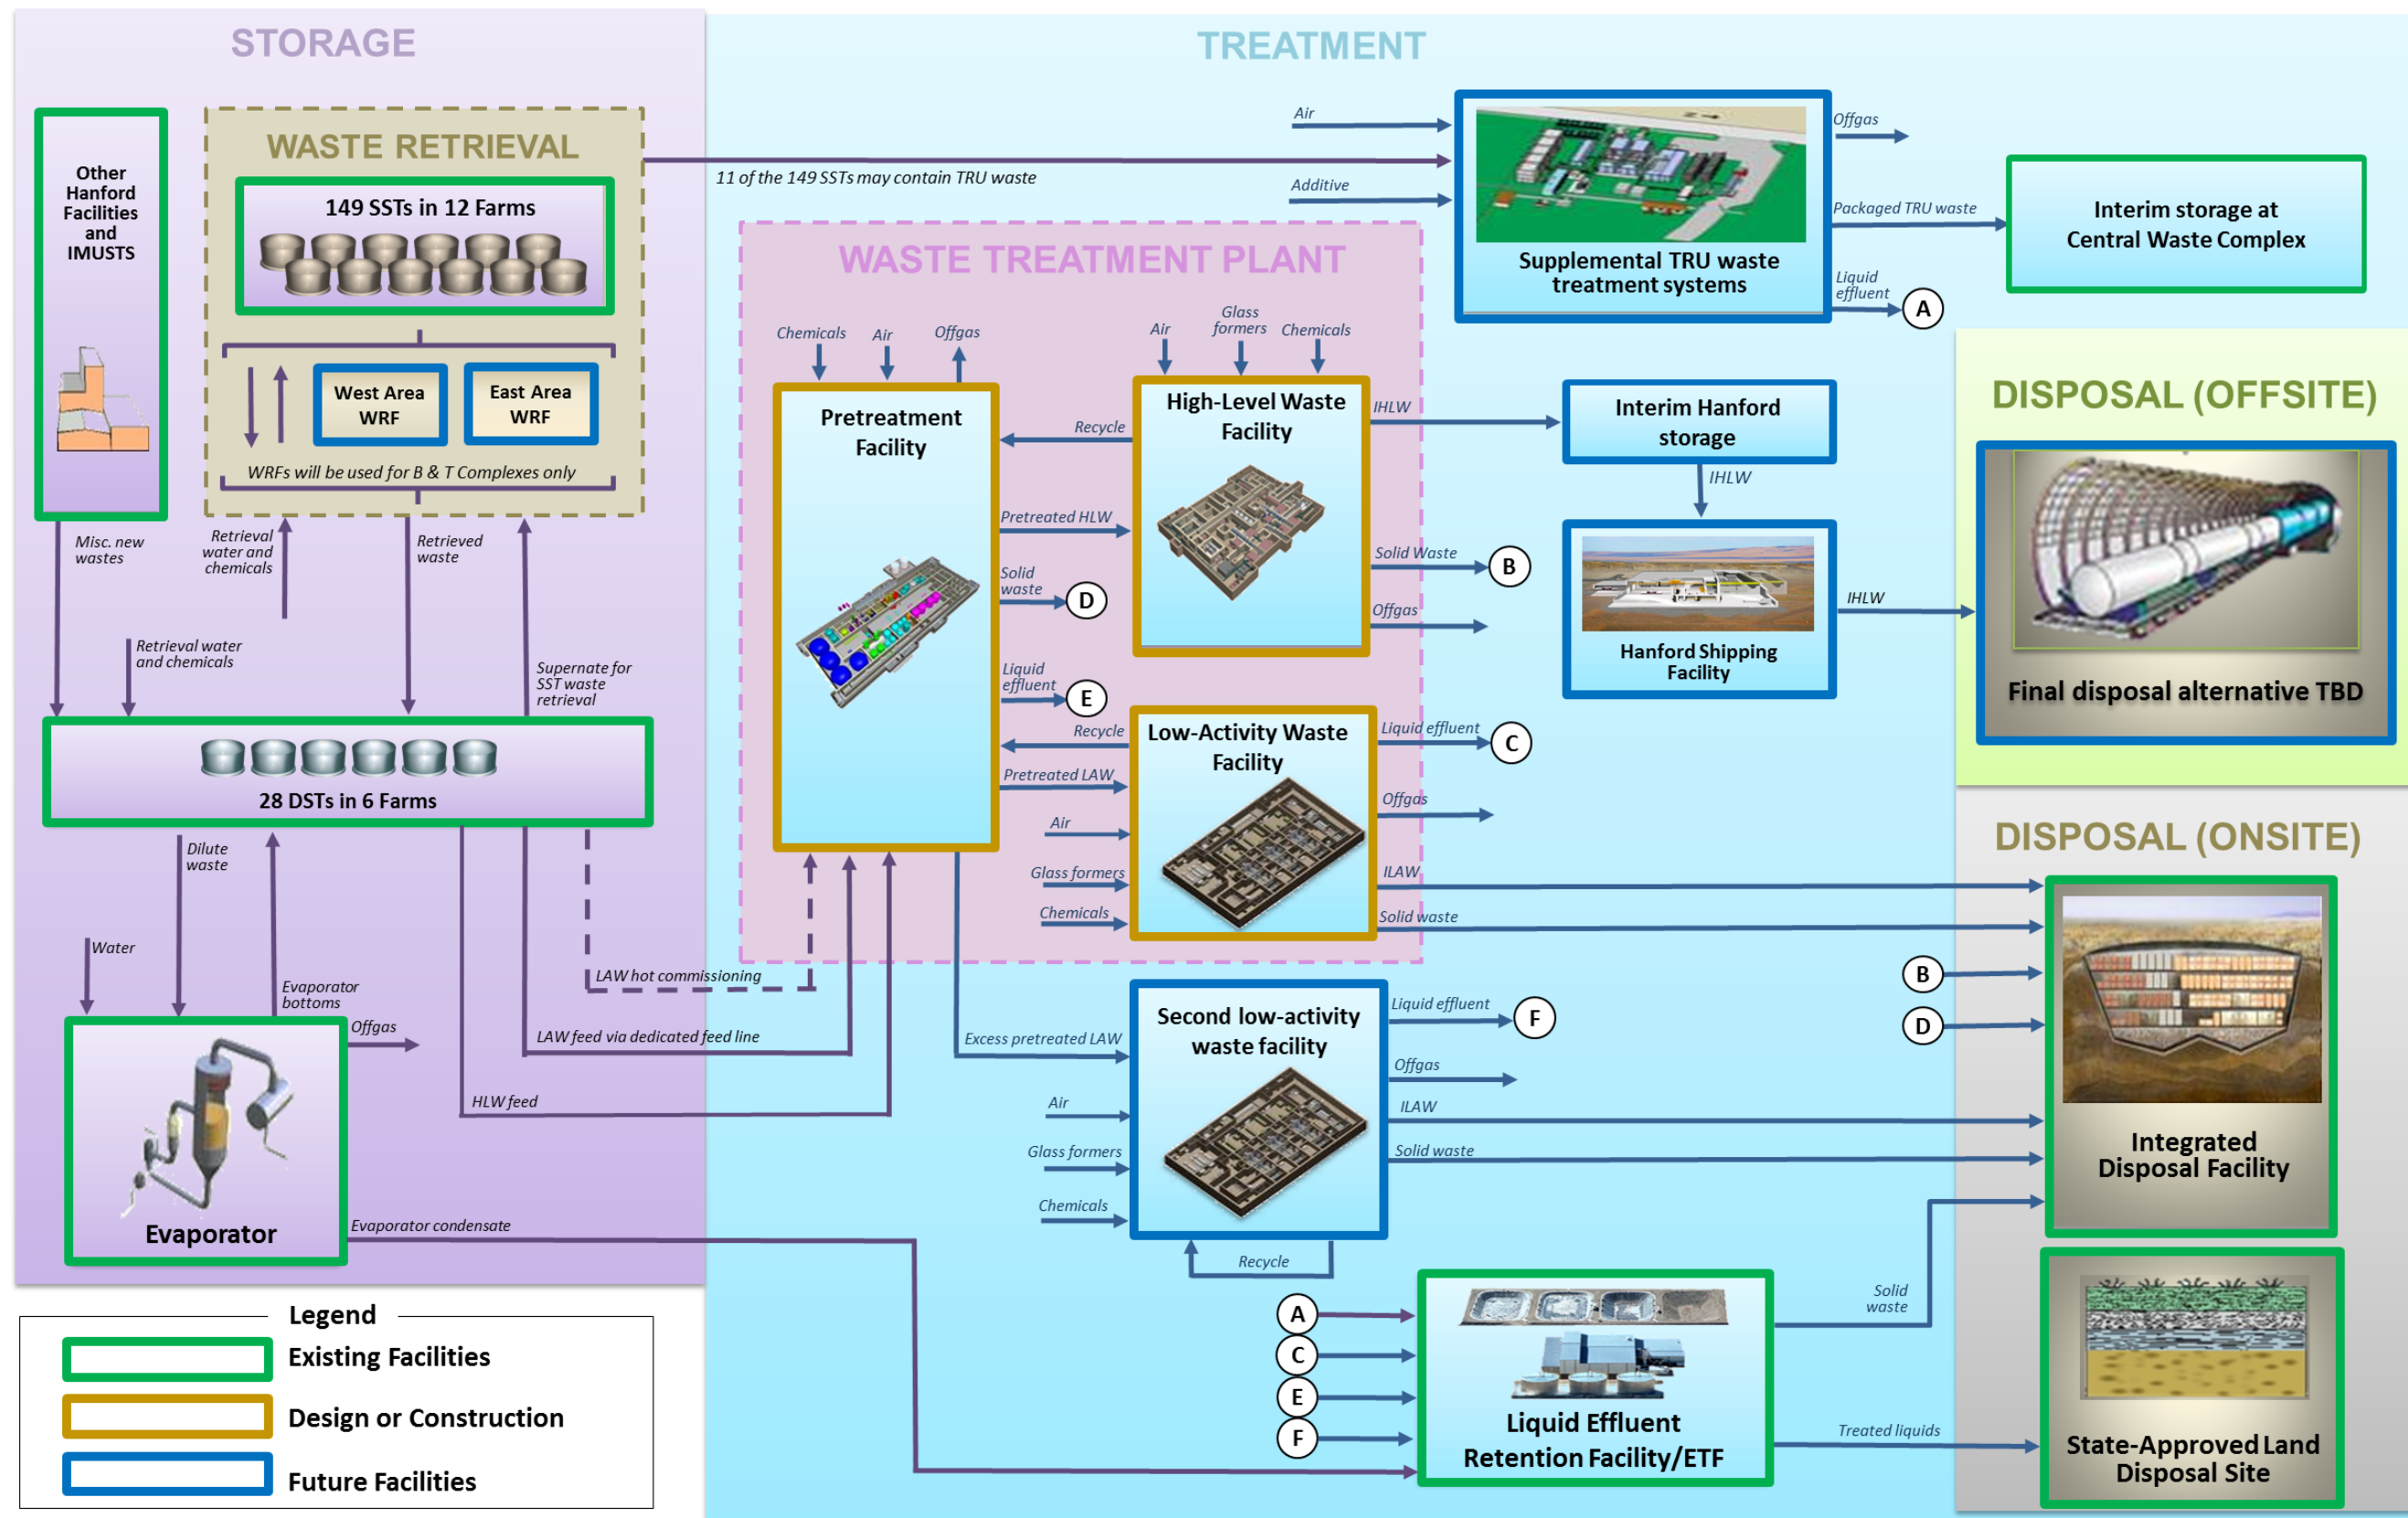 STORAGE
TREATMENT
Other
Hanford
Facilities
and
IMUSTS
WASTE RETRIEVAL
149 SSTs in 12 Farms
West Area
WRF
East Area
WRF
WRFs will be used for B & T Complexes only
11 of the 149 SSTs may contain TRU waste
Misc. new
wastes
Retrieval
water and
chemicals
Retrieved
waste
Retrieval water
and chemicals
Supernate for
SST waste
retrieval
28 DSTs in 6 Farms
Dilute
waste
Water
Evaporator
bottoms
Offgas
Evaporator
Evaporator condensate
LAW hot commissioning
LAW feed via dedicated feed line
HLW feed
Air
Additive
Supplemental TRU waste
treatment systems
Offgas
Packaged TRU waste
Liquid
effluent
A
Interim storage at
Central Waste Complex
WASTE TREATMENT PLANT
Chemicals
Air
Offgas
Pretreatment
Facility
Air
Glass
formers
Chemicals
High-Level Waste
Facility
Recycle
Pretreated HLW
Solid
waste
D
Liquid
effluent
E
Recycle
Pretreated LAW
IHLW
Solid Waste
B
Offgas
Low-Activity Waste
Facility
Air
Glass formers
Chemicals
Liquid effluent
C
Offgas
ILAW
Solid waste
Interim Hanford
storage
IHLW
Hanford Shipping
Facility
IHLW
DISPOSAL (OFFSITE)
Final disposal alternative TBD
DISPOSAL (ONSITE)
B
D
Integrated
Disposal Facility
Excess pretreated LAW
Air
Glass formers
Chemicals
Second low-activity
waste facility
Recycle
Liquid effluent
F
Offgas
ILAW
Solid waste
A
C
E
F
Liquid Effluent
Retention Facility/ETF
Solid
waste
Treated liquids
State-Approved Land
Disposal Site
Legend
Existing Facilities
Design or Construction
Future Facilities